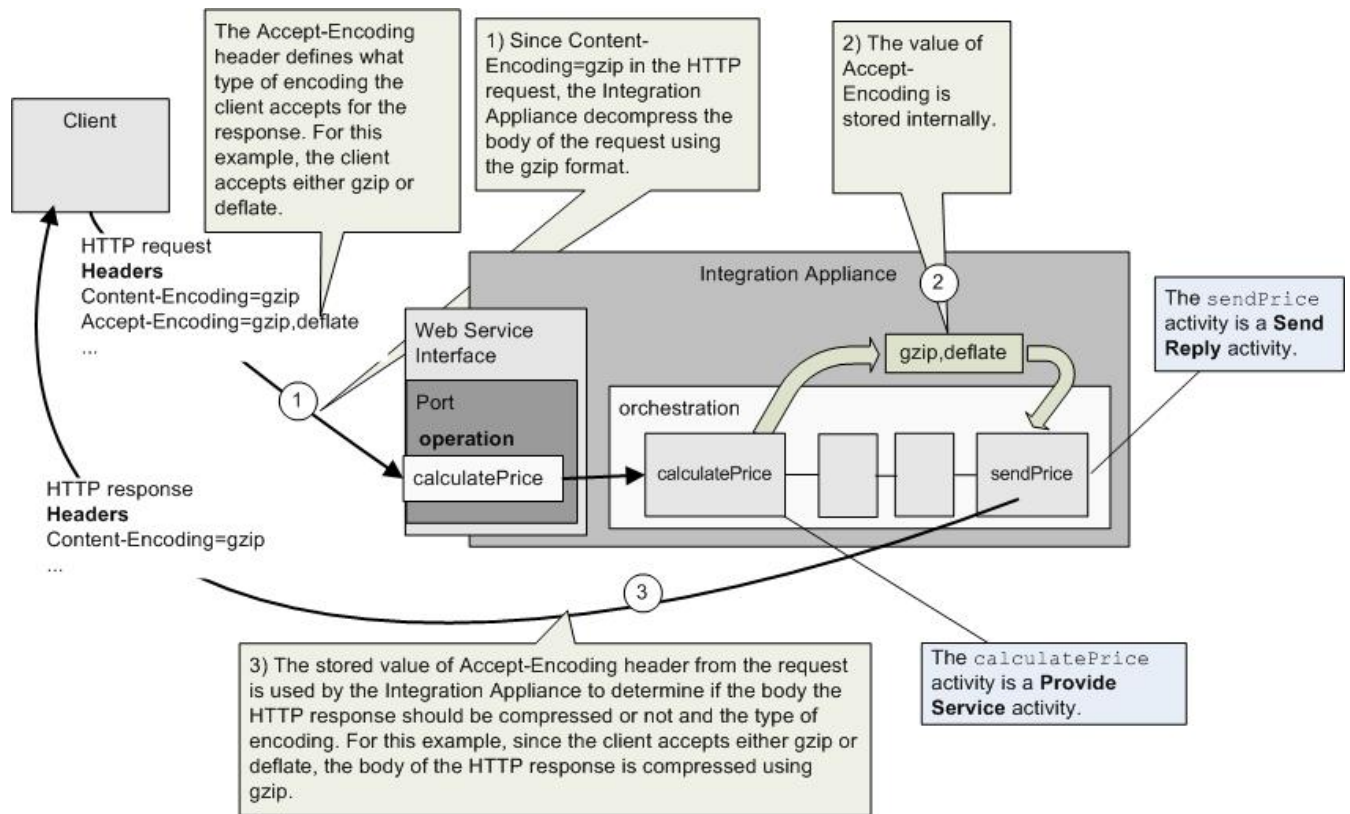 The Accept-Encoding
header defines what
type of encoding the
client accepts for the
response. For this
example, the client
accepts either gzip or
deflate.
1) Since Content-
Encoding=gzip in the HTTP
request, the Integration
Appliance decompress the
body of the request using
the gzip format.
2) The value of
Accept-
Encoding is
stored internally.
Client
HTTP request
Headers
Content-Encoding=gzip
Accept-Encoding=gzip,deflate
...
Integration Appliance
2
The sendPrice
activity is a Send
Reply activity.
Web Service
Interface
gzip,deflate
1
Port
operation
calculatePrice
orchestration
calculatePrice
sendPrice
HTTP response
Headers
Content-Encoding=gzip
...
3
3) The stored value of Accept-Encoding header from the request
is used by the Integration Appliance to determine if the body the
HTTP response should be compressed or not and the type of
encoding. For this example, since the client accepts either gzip or
deflate, the body of the HTTP response is compressed using
gzip.
The calculatePrice
activity is a Provide
Service activity.